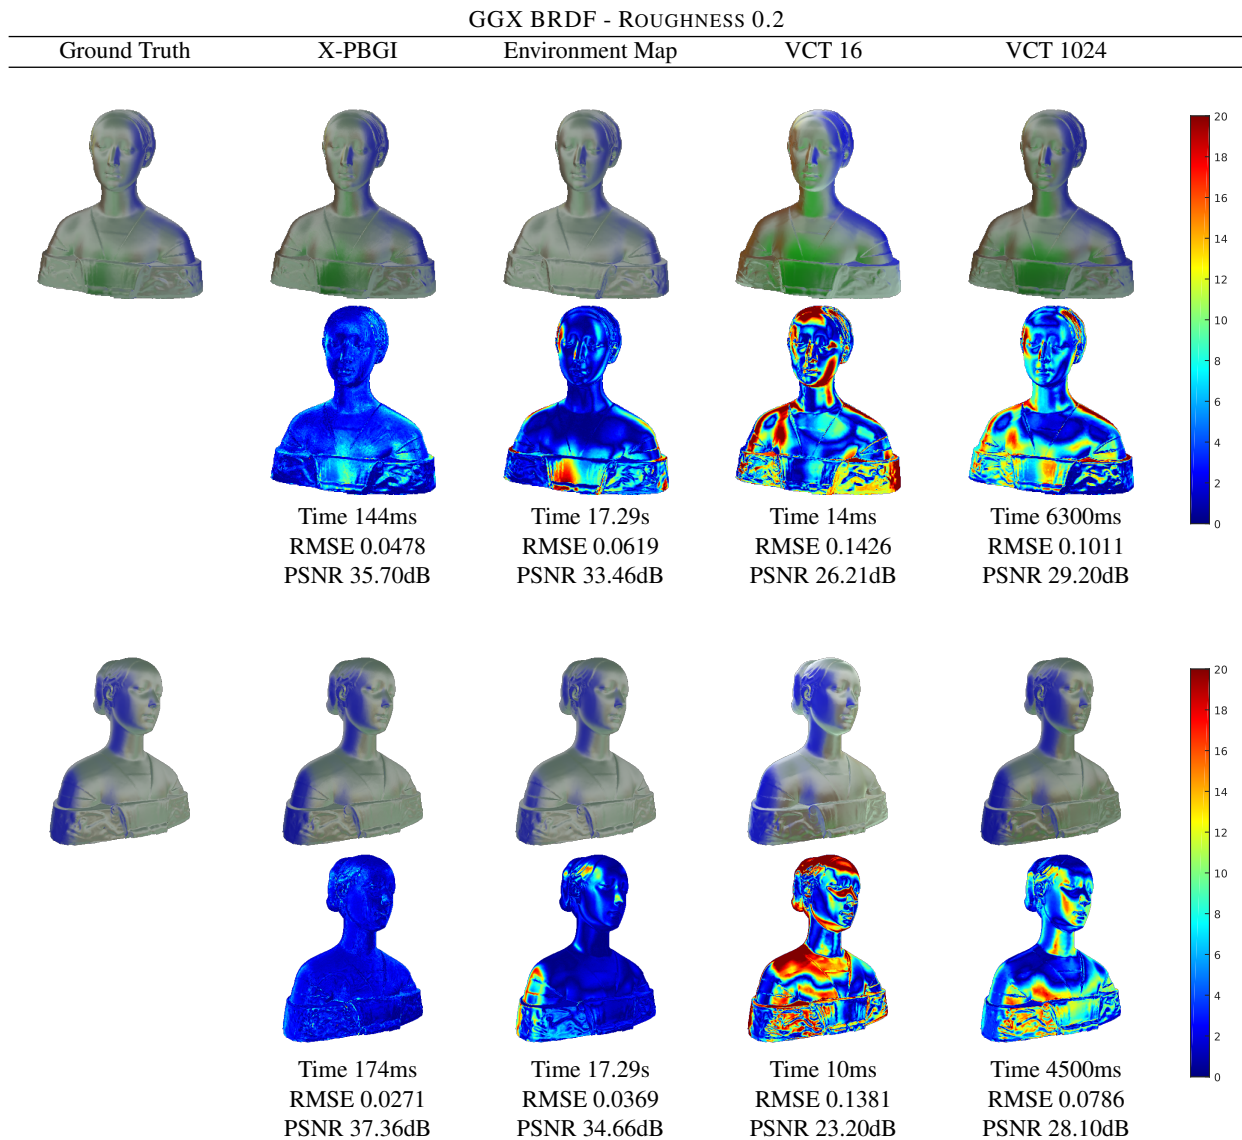 GGX BRDF - ROUGHNESS 0.2
Ground Truth X-PBGI Environment Map VCT 16 VCT 1024
20
18
16
14
12
10
8
6
4
2
0
Time 144ms Time 17.29s Time 14ms Time 6300ms
RMSE 0.0478 RMSE 0.0619 RMSE 0.1426 RMSE 0.1011
PSNR 35.70dB PSNR 33.46dB PSNR 26.21dB PSNR 29.20dB
20
18
16
14
12
10
8
6
4
2
0
Time 174ms Time 17.29s Time 10ms Time 4500ms
RMSE 0.0271 RMSE 0.0369 RMSE 0.1381 RMSE 0.0786
PSNR 37.36dB PSNR 34.66dB PSNR 23.20dB PSNR 28.10dB